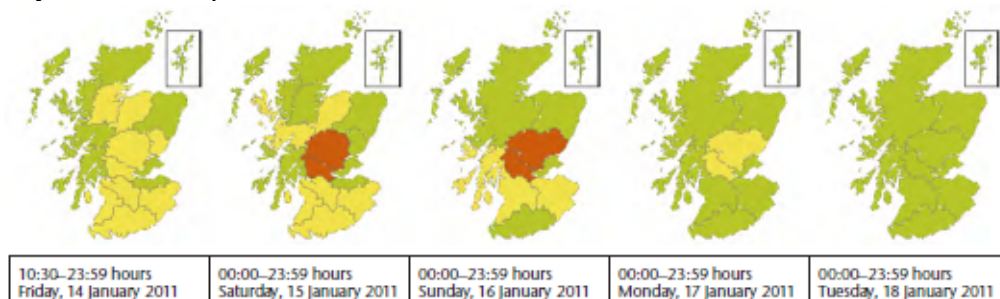 10:30–23:59 hours
Friday, 14 January 2011
00:00–23:59 hours
Saturday, 15 January 2011
00:00–23:59 hours
Sunday, 16 January 2011
00:00–23:59 hours
Monday, 17 January 2011
00:00–23:59 hours
Tuesday, 18 January 2011